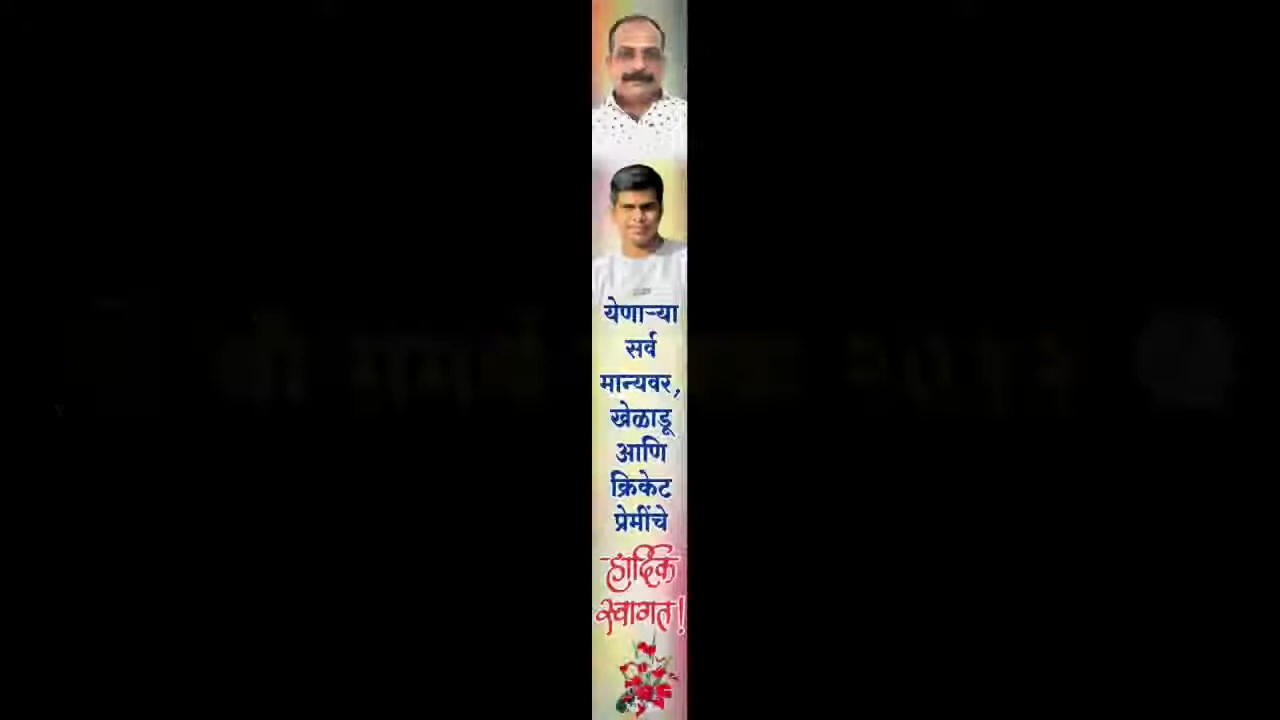 येणाऱ्या
सर्व
मान्यवर,
खेळाडू
आणि
क्रिकेट
प्रेमींचे
हार्दिक
स्वागत!